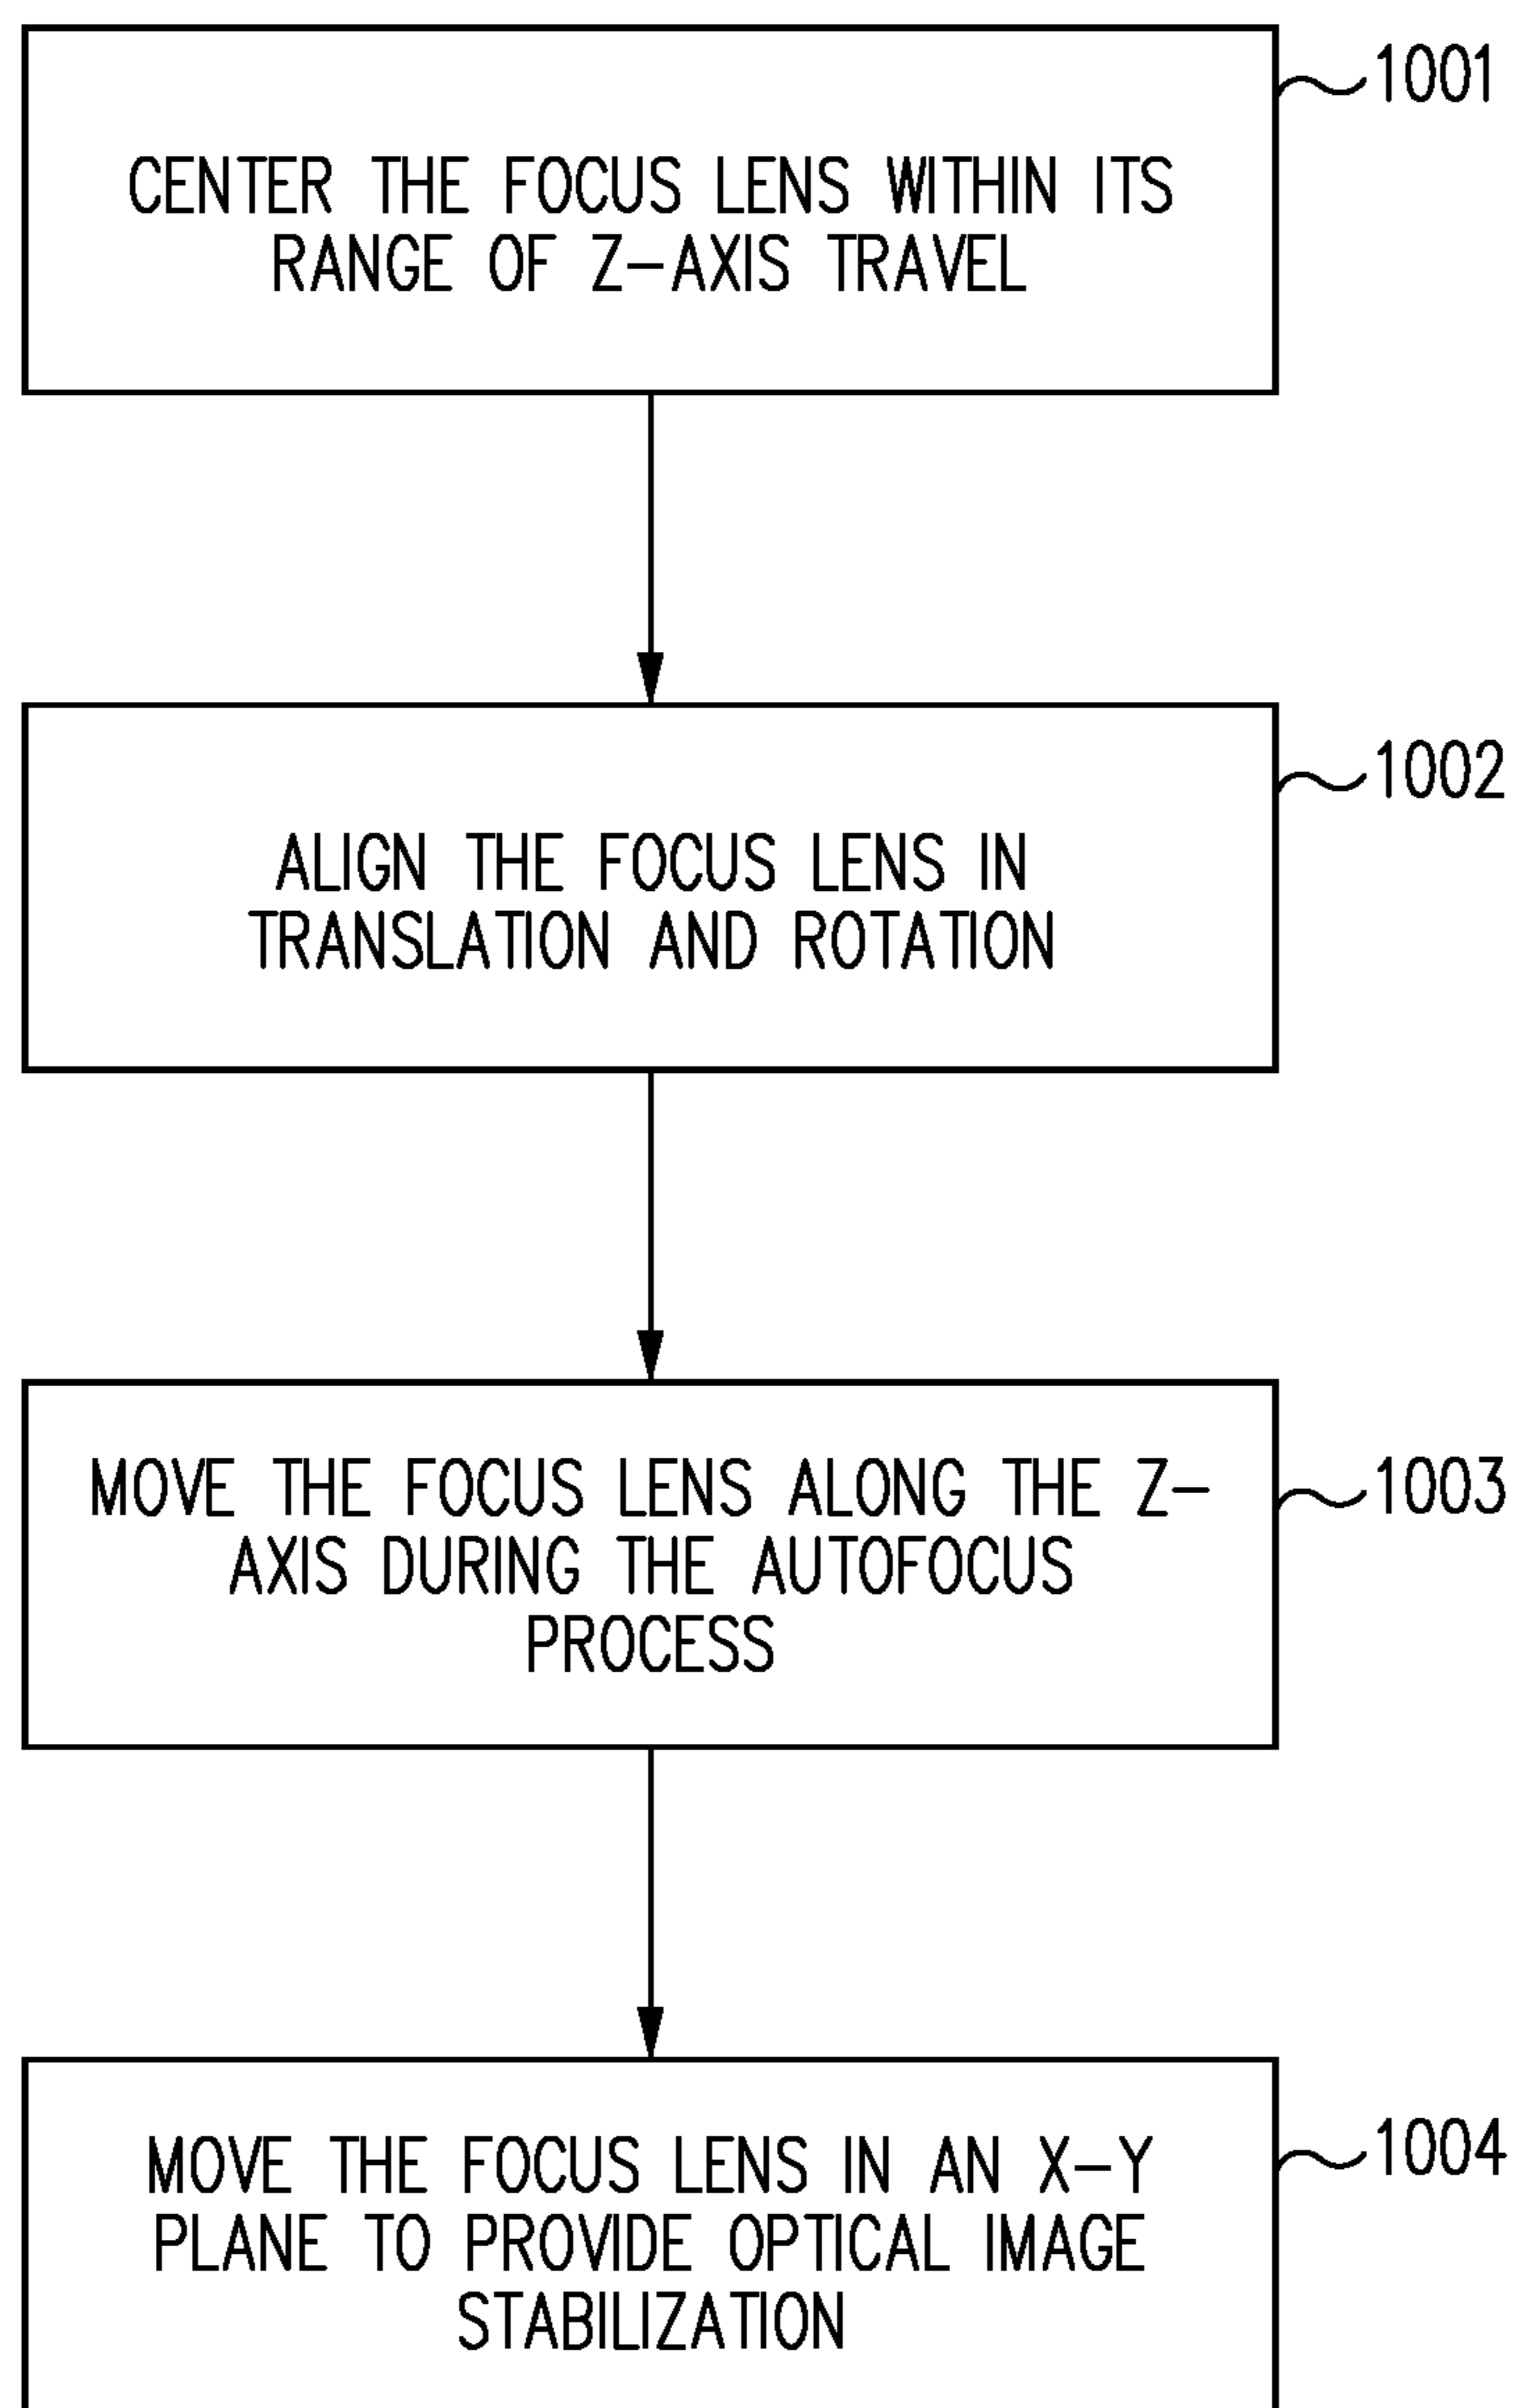 1001
CENTER THE FOCUS LENS WITHIN ITS
RANGE OF Z-AXIS TRAVEL
1002
ALIGN THE FOCUS LENS IN
TRANSLATION AND ROTATION
1003
MOVE THE FOCUS LENS ALONG THE Z-
AXIS DURING THE AUTOFOCUS
PROCESS
1004
MOVE THE FOCUS LENS IN AN X-Y
PLANE TO PROVIDE OPTICAL IMAGE
STABILIZATION